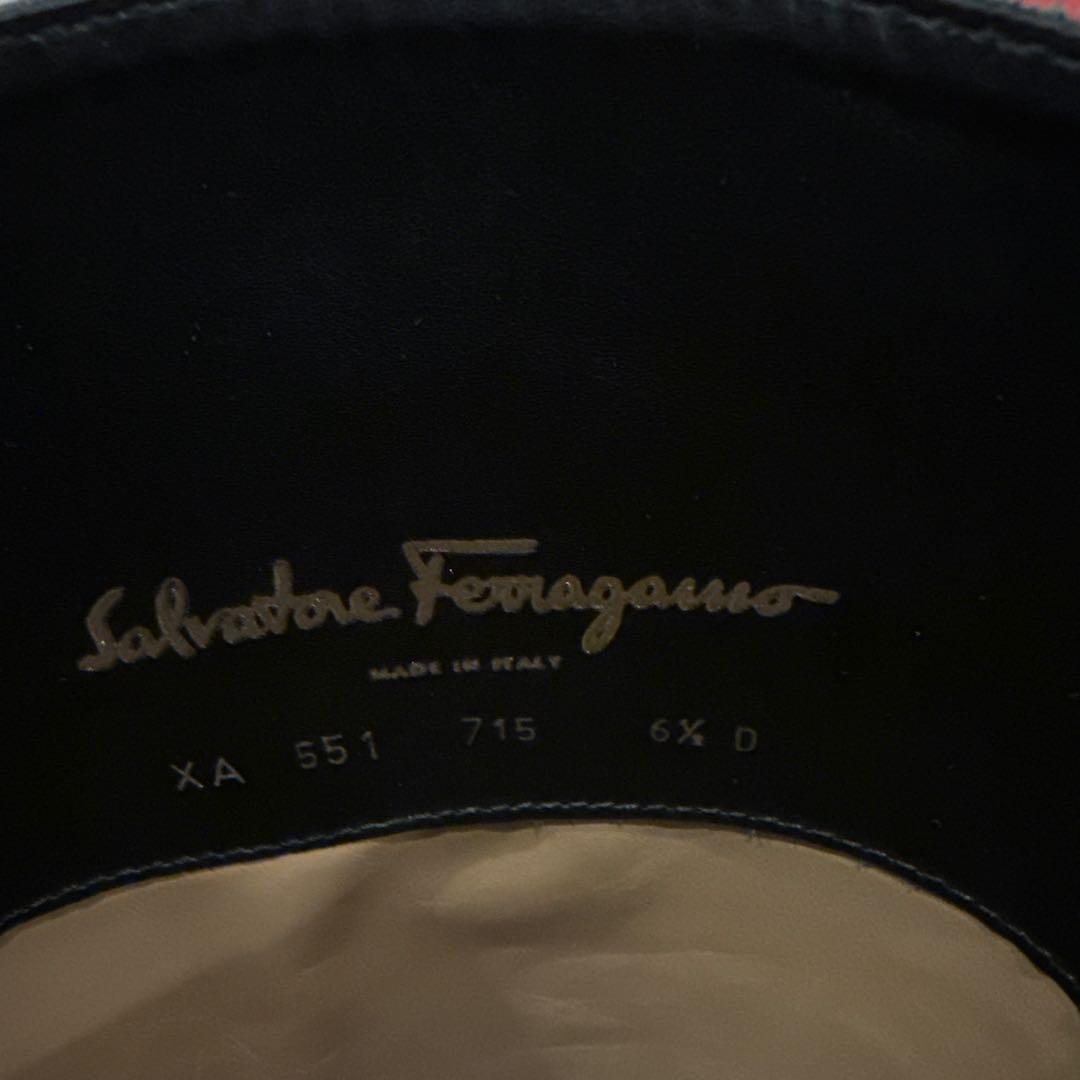 Salvatore Ferragamo
MADE IN ITALY
XA 551 715 6½ D